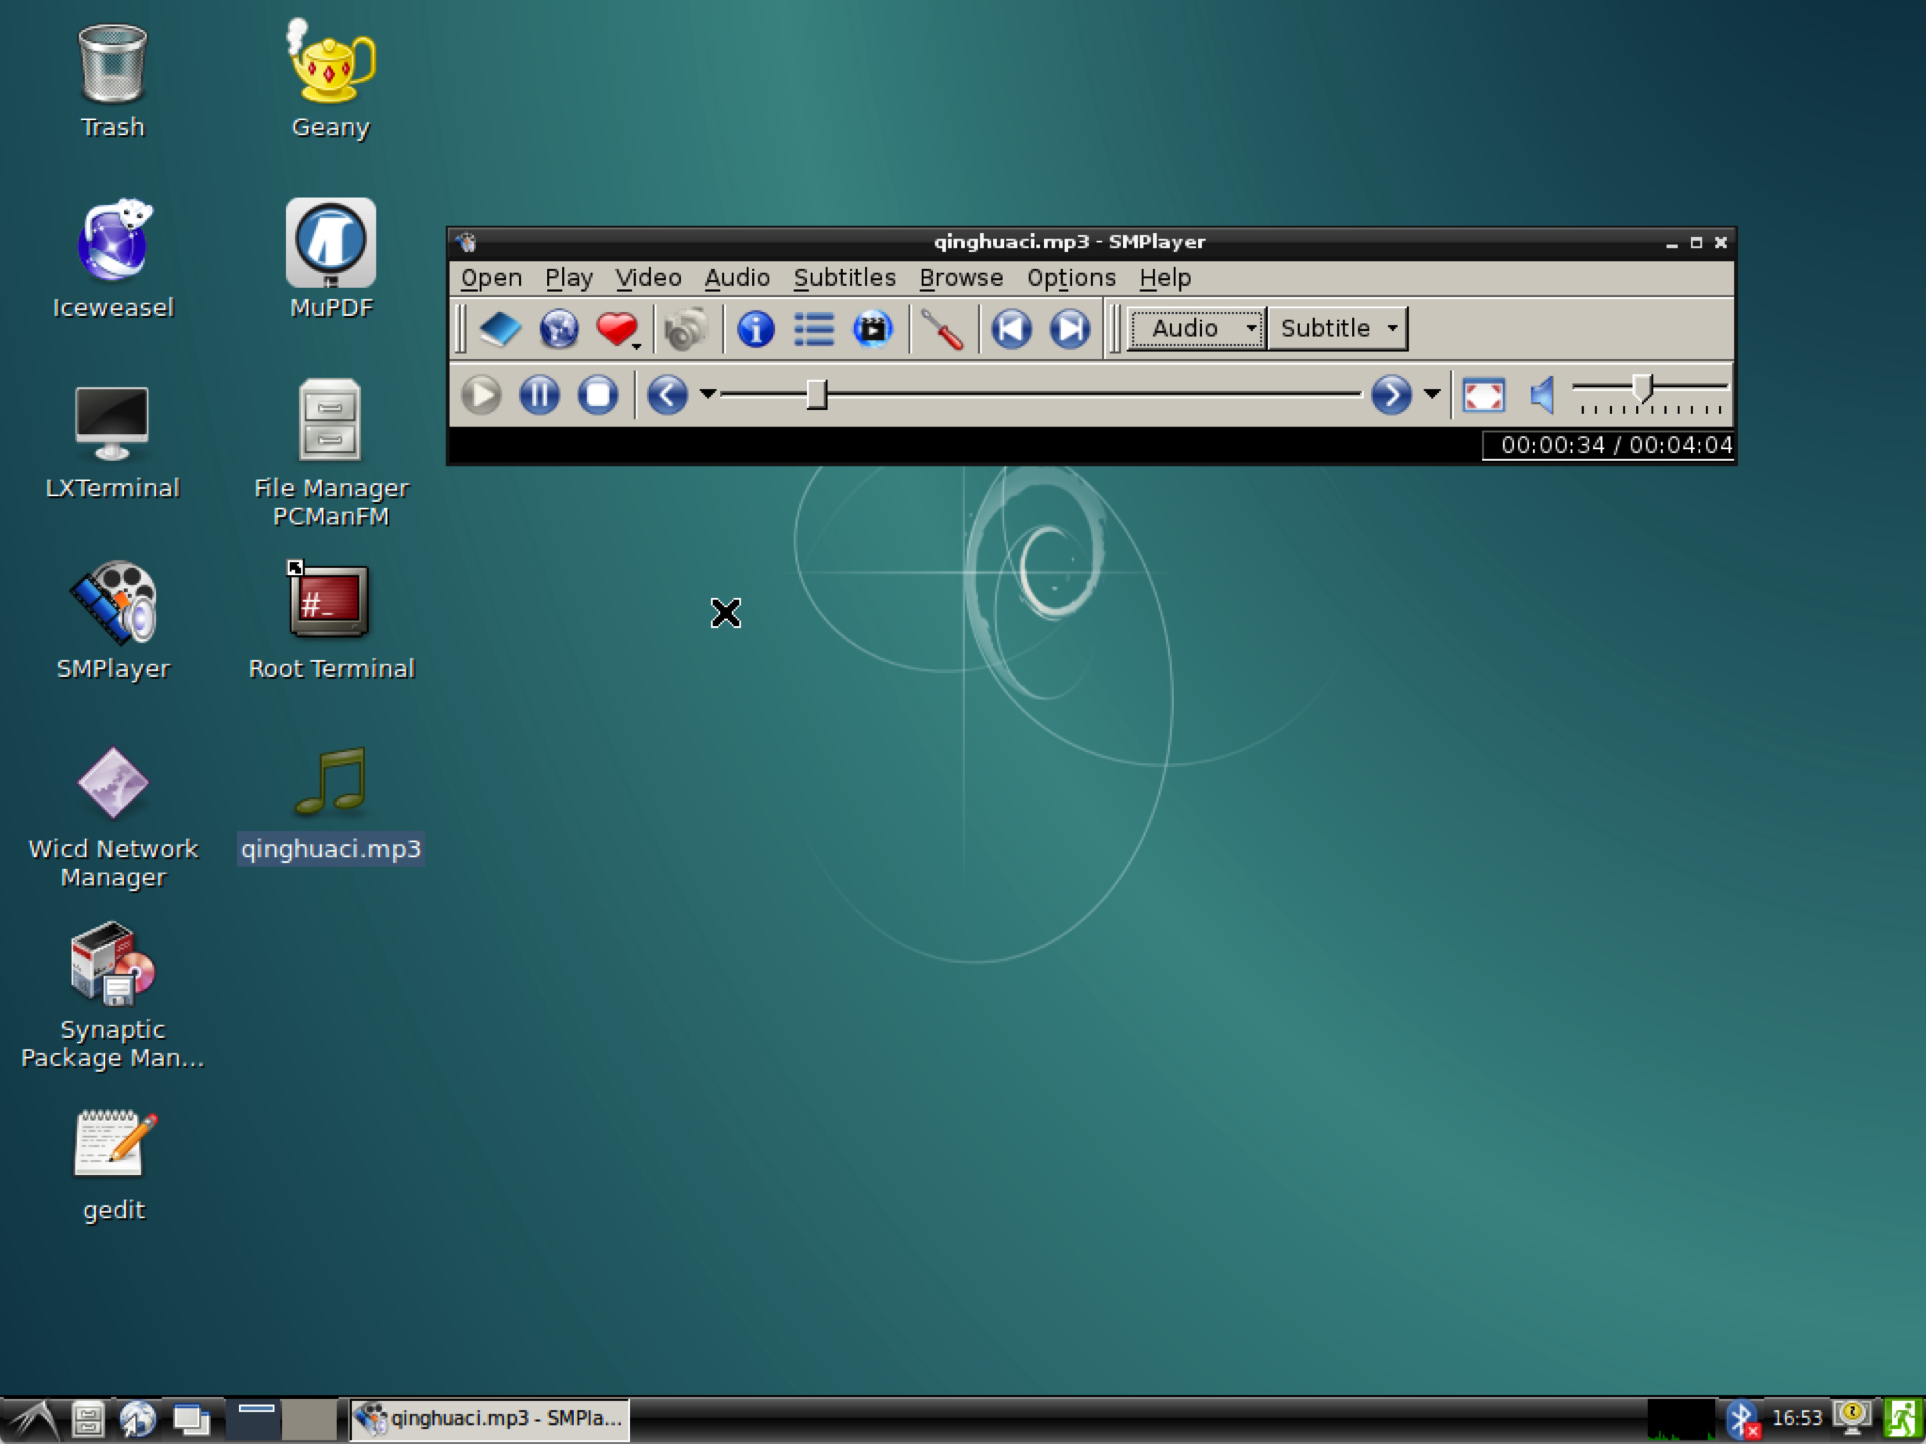 Trash
Geany
Iceweasel
MuPDF
LXTerminal
File Manager
PCManFM
SMPlayer
#_
Root Terminal
Wicd Network
Manager
qinghuaci.mp3
Synaptic
Package Man...
gedit
qinghuaci.mp3 - SMPlayer
Open Play Video Audio Subtitles Browse Options Help
Audio Subtitle
00:00:34 / 00:04:04
qinghuaci.mp3 - SMPla...
16:53